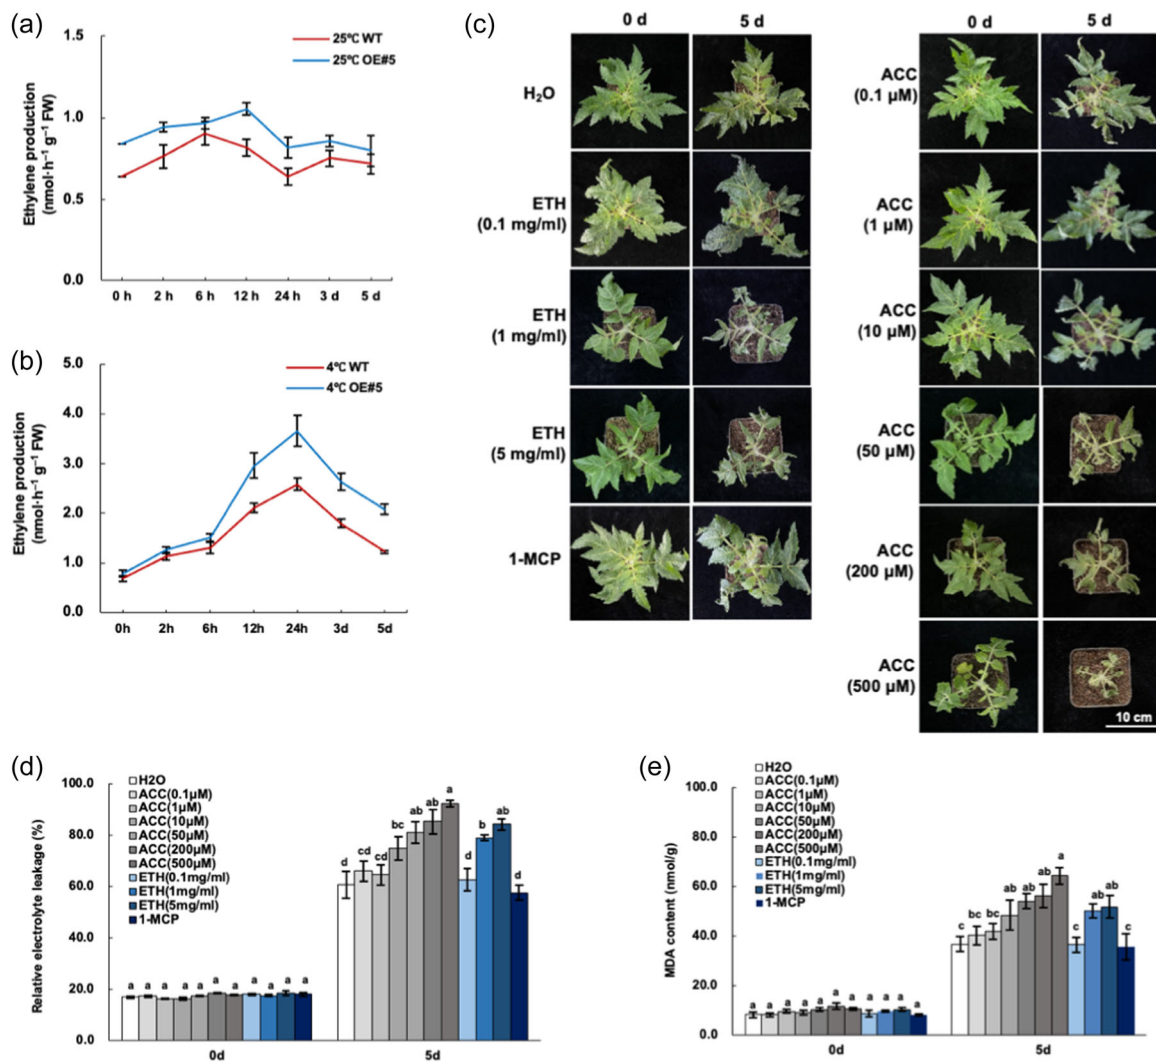 (a)
1.5
1.0
0.5
0.0
Ethylene production
(nmol·h⁻¹ g⁻¹ FW)
25℃ WT
25℃ OE#5
0 h 2 h 6 h 12 h 24 h 3 d 5 d
(b)
5.0
4.0
3.0
2.0
1.0
0.0
Ethylene production
(nmol·h⁻¹ g⁻¹ FW)
4℃ WT
4℃ OE#5
0h 2h 6h 12h 24h 3d 5d
(c)
0 d 5 d
H₂O
ETH
(0.1 mg/ml)
ETH
(1 mg/ml)
ETH
(5 mg/ml)
1-MCP
0 d 5 d
ACC
(0.1 μM)
ACC
(1 μM)
ACC
(10 μM)
ACC
(50 μM)
ACC
(200 μM)
ACC
(500 μM)
10 cm
(d)
100.0
80.0
60.0
40.0
20.0
0.0
Relative electrolyte leakage (%)
H2O
ACC(0.1μM)
ACC(1μM)
ACC(10μM)
ACC(50μM)
ACC(200μM)
ACC(500μM)
ETH(0.1mg/ml)
ETH(1mg/ml)
ETH(5mg/ml)
1-MCP
a a a a a a a a a a a
d cd cd bc ab ab a d b ab d
0d 5d
(e)
100.0
80.0
60.0
40.0
20.0
0.0
MDA content (nmol/g)
H2O
ACC(0.1μM)
ACC(1μM)
ACC(10μM)
ACC(50μM)
ACC(200μM)
ACC(500μM)
ETH(0.1mg/ml)
ETH(1mg/ml)
ETH(5mg/ml)
1-MCP
a a a a a a a a a a a
c bc bc ab ab ab a c ab ab c
0d 5d